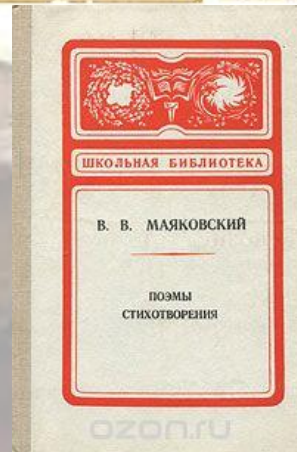 ШКОЛЬНАЯ БИБЛИОТЕКА
В. В. МАЯКОВСКИЙ
ПОЭМЫ
СТИХОТВОРЕНИЯ
ozon.ru